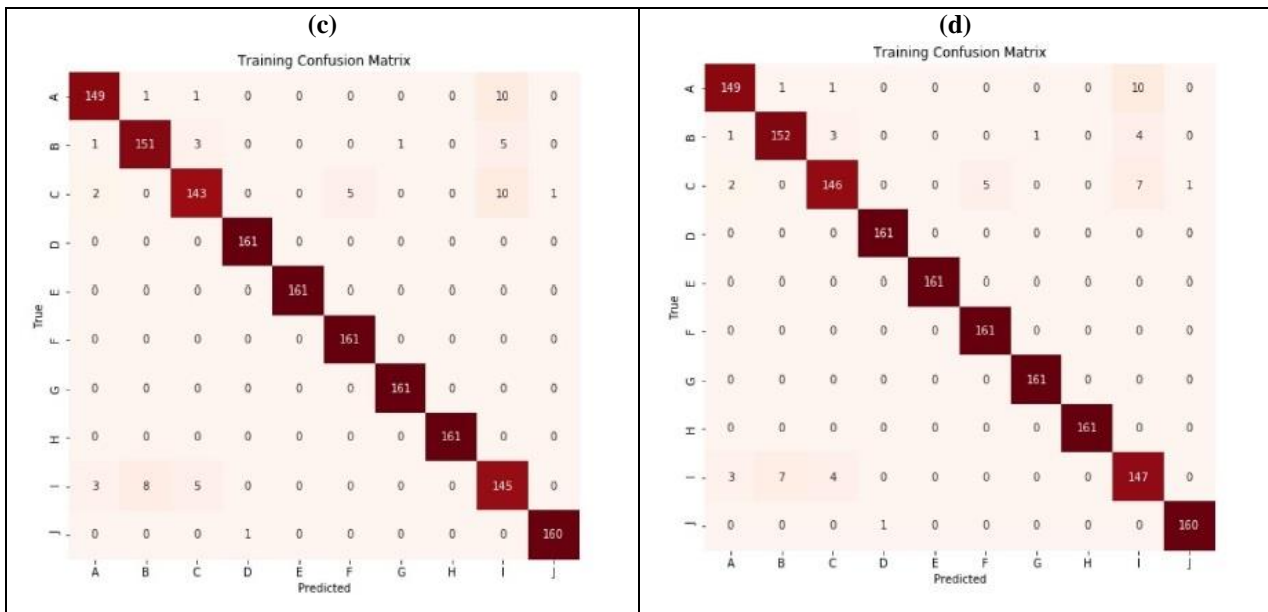 (c)
Training Confusion Matrix
A 149 1 1 0 0 0 0 0 10 0
B 1 151 3 0 0 0 1 0 5 0
C 2 0 143 0 0 5 0 0 10 1
D 0 0 0 161 0 0 0 0 0 0
E 0 0 0 0 161 0 0 0 0 0
F 0 0 0 0 0 161 0 0 0 0
G 0 0 0 0 0 0 161 0 0 0
H 0 0 0 0 0 0 0 161 0 0
I 3 8 5 0 0 0 0 0 145 0
J 0 0 0 1 0 0 0 0 0 160
True
A B C D E F G H I J
Predicted
(d)
Training Confusion Matrix
A 149 1 1 0 0 0 0 0 10 0
B 1 152 3 0 0 0 1 0 4 0
C 2 0 146 0 0 5 0 0 7 1
D 0 0 0 161 0 0 0 0 0 0
E 0 0 0 0 161 0 0 0 0 0
F 0 0 0 0 0 161 0 0 0 0
G 0 0 0 0 0 0 161 0 0 0
H 0 0 0 0 0 0 0 161 0 0
I 3 7 4 0 0 0 0 0 147 0
J 0 0 0 1 0 0 0 0 0 160
True
A B C D E F G H I J
Predicted